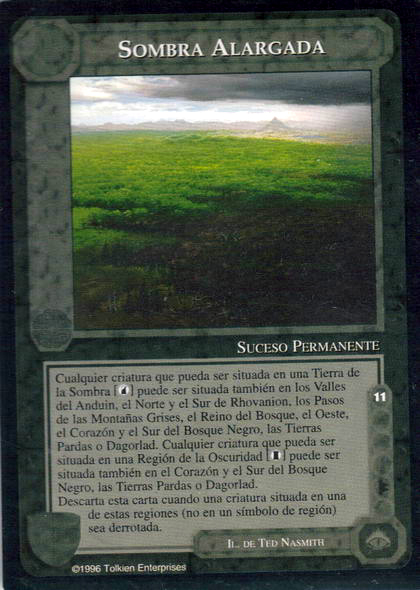 SOMBRA ALARGADA
SUCESO PERMANENTE
Cualquier criatura que pueda ser situada en una Tierra de
la Sombra [ ] puede ser situada también en los Valles
del Anduin, el Norte y el Sur de Rhovanion, los Pasos
de las Montañas Grises, el Reino del Bosque, el Oeste,
el Corazón y el Sur del Bosque Negro, las Tierras
Pardas o Dagorlad. Cualquier criatura que pueda ser
situada en una Región de la Oscuridad [ ] puede ser
situada también en el Corazón y el Sur del Bosque
Negro, las Tierras Pardas o Dagorlad.
Descarta esta carta cuando una criatura situada en una
de estas regiones (no en un símbolo de región)
sea derrotada.
11
IL. DE TED NASMITH
©1996 Tolkien Enterprises